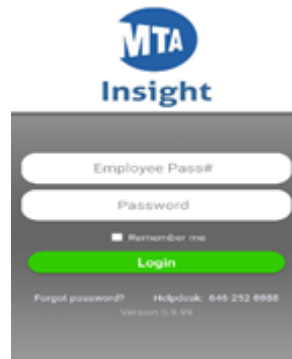 MTA
Insight
Employee Pass#
Password
Remember me
Login
Forgot password? Helpdesk: 646 252 8888
Version 0.9.99